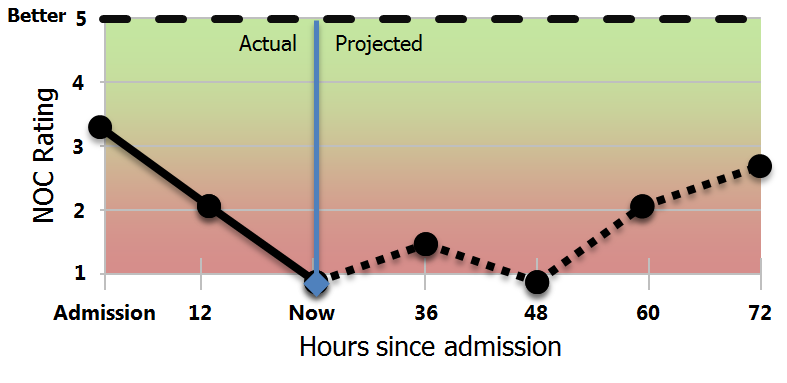 Better 5
Actual Projected
4
3
2
1
NOC Rating
Admission 12 Now 36 48 60 72
Hours since admission